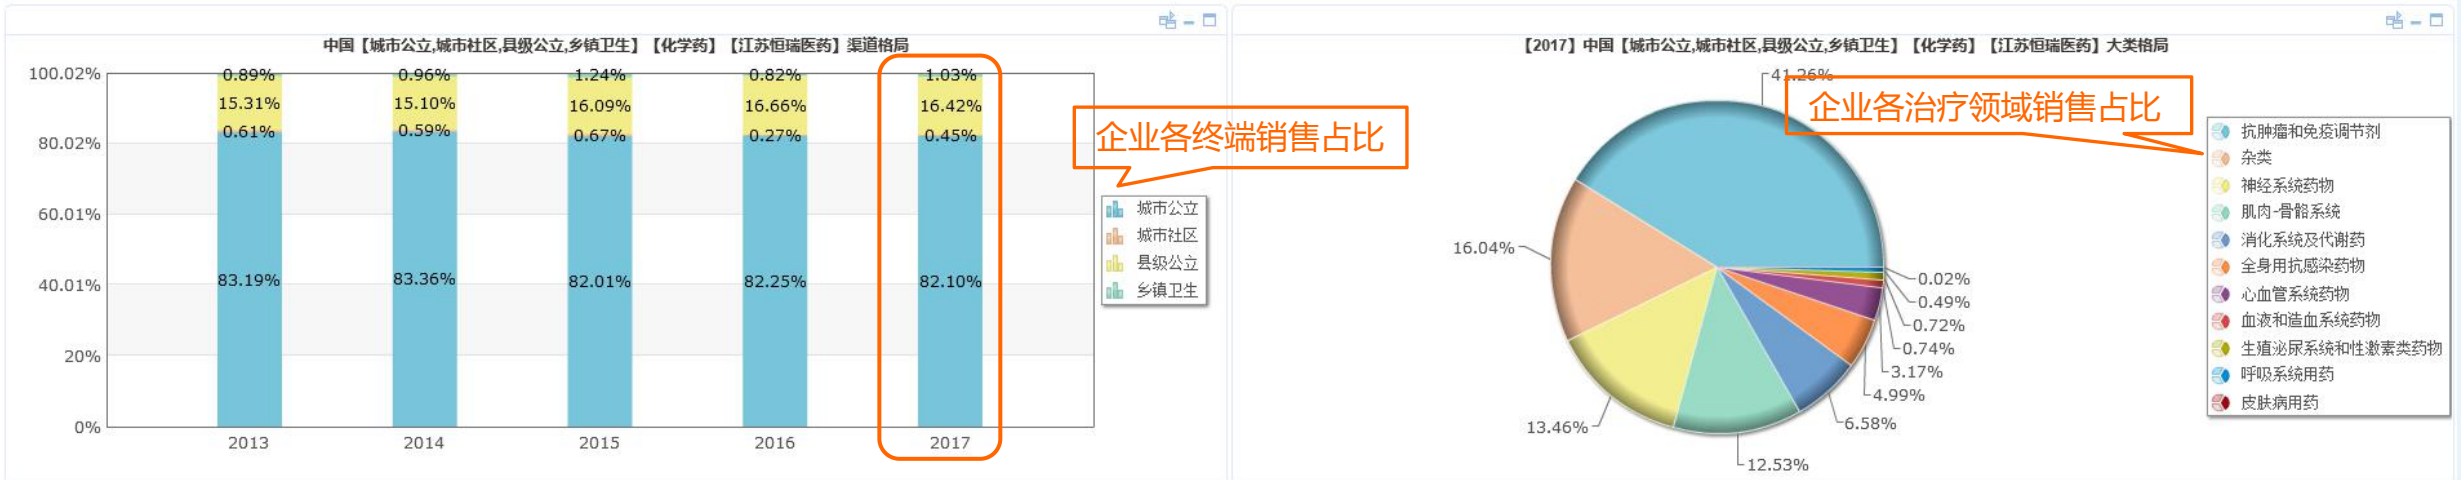 中国【城市公立,城市社区,县级公立,乡镇卫生】【化学药】【江苏恒瑞医药】渠道格局
100.02%
80.02%
60.01%
40.01%
20%
0%
0.89% 0.96% 1.24% 0.82% 1.03%
15.31% 15.10% 16.09% 16.66% 16.42%
0.61% 0.59% 0.67% 0.27% 0.45%
83.19% 83.36% 82.01% 82.25% 82.10%
2013 2014 2015 2016 2017
企业各终端销售占比
城市公立
城市社区
县级公立
乡镇卫生
【2017】中国【城市公立,城市社区,县级公立,乡镇卫生】【化学药】【江苏恒瑞医药】大类格局
41.26%
企业各治疗领域销售占比
16.04%
13.46%
12.53%
6.58%
4.99%
3.17%
0.74%
0.72%
0.49%
0.02%
抗肿瘤和免疫调节剂
杂类
神经系统药物
肌肉-骨骼系统
消化系统及代谢药
全身用抗感染药物
心血管系统药物
血液和造血系统药物
生殖泌尿系统和性激素类药物
呼吸系统用药
皮肤病用药